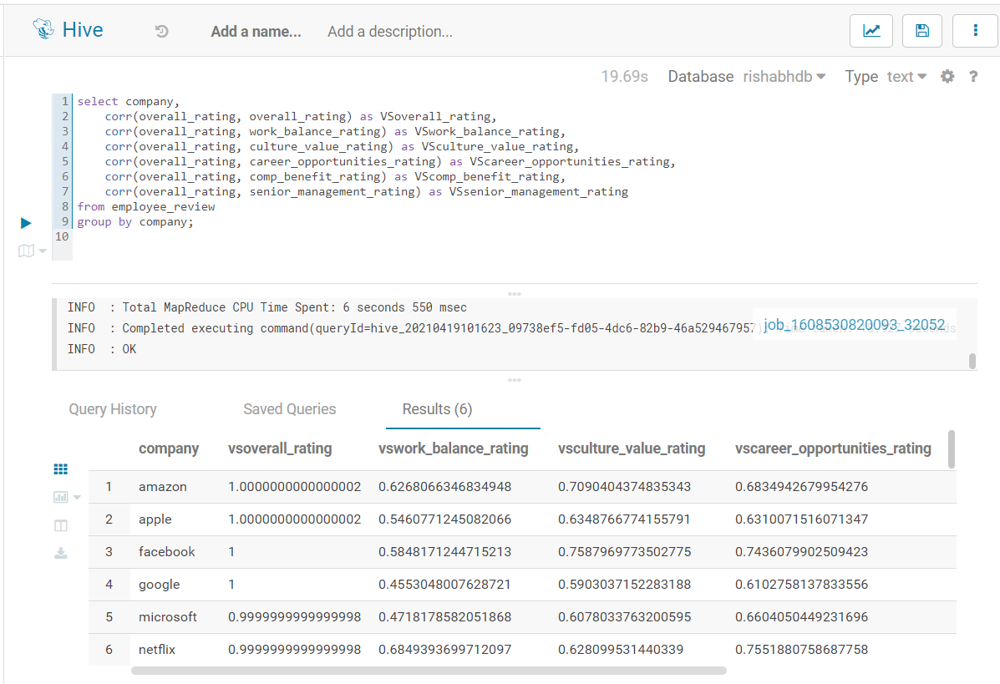 Hive Add a name... Add a description...
19.69s Database rishabhdb Type text ?
1 select company,
2 corr(overall_rating, overall_rating) as VSoverall_rating,
3 corr(overall_rating, work_balance_rating) as VSwork_balance_rating,
4 corr(overall_rating, culture_value_rating) as VSculture_value_rating,
5 corr(overall_rating, career_opportunities_rating) as VScareer_opportunities_rating,
6 corr(overall_rating, comp_benefit_rating) as VScomp_benefit_rating,
7 corr(overall_rating, senior_management_rating) as VSsenior_management_rating
8 from employee_review
9 group by company;
10
INFO : Total MapReduce CPU Time Spent: 6 seconds 550 msec
INFO : Completed executing command(queryId=hive_20210419101623_09738ef5-fd05-4dc6-82b9-46a529467957) job_1608530820093_32052
INFO : OK
Query History Saved Queries Results (6)
company vsoverall_rating vswork_balance_rating vsculture_value_rating vscareer_opportunities_rating
1 amazon 1.0000000000000002 0.6268066346834948 0.7090404374835343 0.6834942679954276
2 apple 1.0000000000000002 0.5460771245082066 0.6348766774155791 0.6310071516071347
3 facebook 1 0.5848171244715213 0.7587969773502775 0.7436079902509423
4 google 1 0.4553048007628721 0.5903037152283188 0.6102758137833556
5 microsoft 0.9999999999999998 0.4718178582051868 0.6078033763200595 0.6604050449231696
6 netflix 0.9999999999999998 0.6849393699712097 0.628099531440339 0.7551880758687758